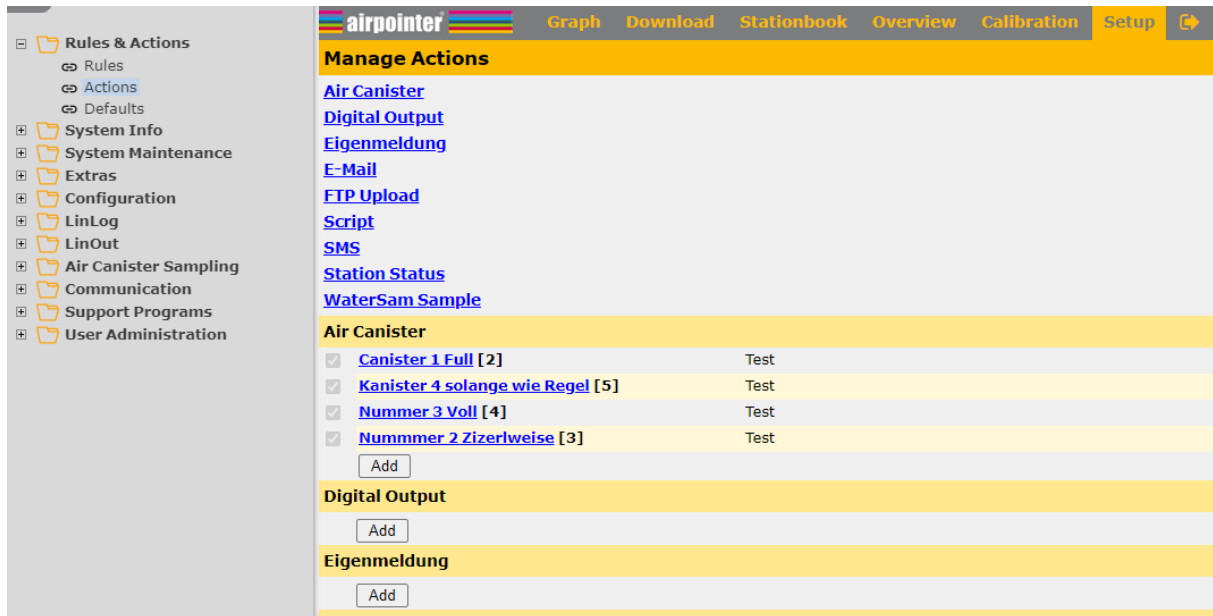 Rules & Actions
Rules
Actions
Defaults
System Info
System Maintenance
Extras
Configuration
LinLog
LinOut
Air Canister Sampling
Communication
Support Programs
User Administration
airpointer Graph Download Stationbook Overview Calibration Setup
Manage Actions
Air Canister
Digital Output
Eigenmeldung
E-Mail
FTP Upload
Script
SMS
Station Status
WaterSam Sample
Air Canister
Canister 1 Full [2] Test
Kanister 4 solange wie Regel [5] Test
Nummer 3 Voll [4] Test
Nummmer 2 Zizerlweise [3] Test
Add
Digital Output
Add
Eigenmeldung
Add